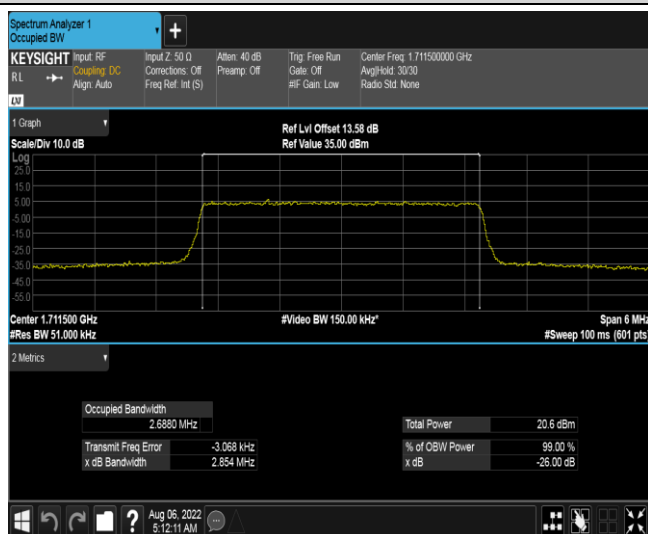 Spectrum Analyzer 1
Occupied BW
+
KEYSIGHT
RL
LXI
Input: RF
Coupling: DC
Align: Auto
Input Z: 50 Ω
Corrections: Off
Freq Ref: Int (S)
Atten: 40 dB
Preamp: Off
Trig: Free Run
Gate: Off
#IF Gain: Low
Center Freq: 1.711500000 GHz
Avg|Hold: 30/30
Radio Std: None
1 Graph
Scale/Div 10.0 dB
Ref Lvl Offset 13.58 dB
Ref Value 35.00 dBm
Log
25.0
15.0
5.00
-5.00
-15.0
-25.0
-35.0
-45.0
-55.0
Center 1.711500 GHz
#Video BW 150.00 kHz*
Span 6 MHz
#Res BW 51.000 kHz
#Sweep 100 ms (601 pts)
2 Metrics
Occupied Bandwidth
2.6880 MHz
Total Power 20.6 dBm
Transmit Freq Error -3.068 kHz
% of OBW Power 99.00 %
x dB Bandwidth 2.854 MHz
x dB -26.00 dB
?
Aug 06, 2022
5:12:11 AM